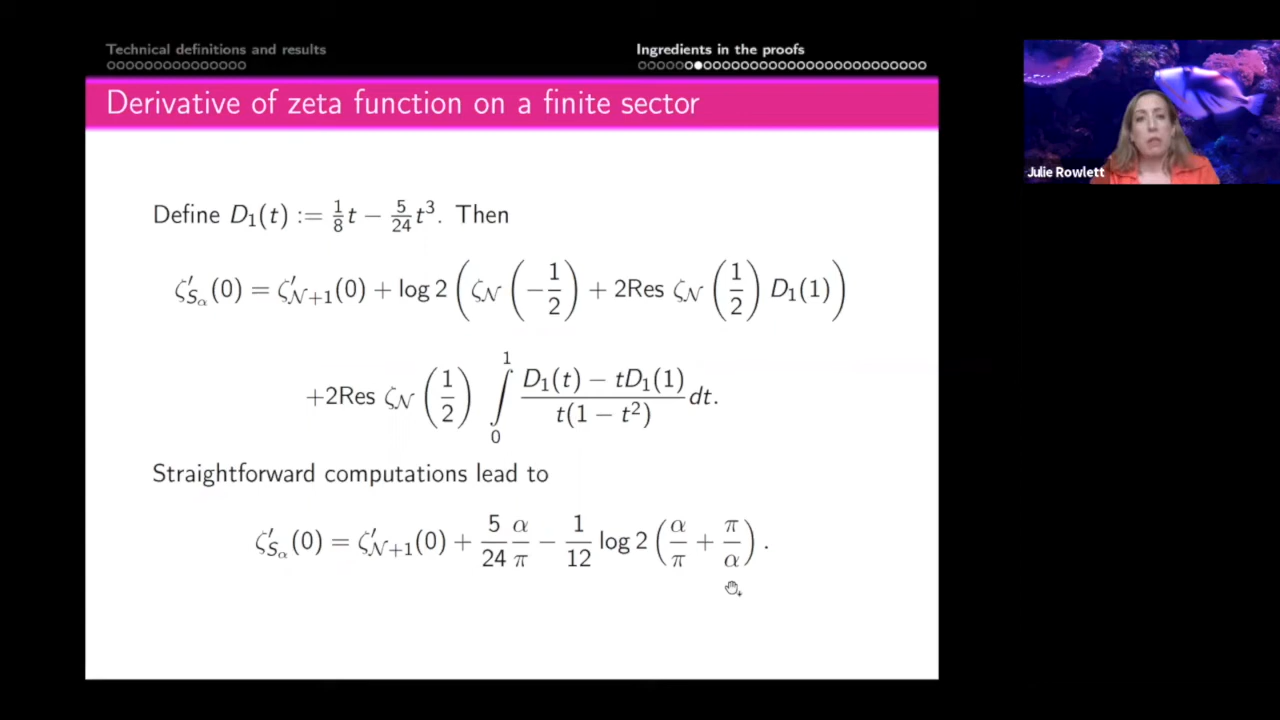 Technical definitions and results
Ingredients in the proofs
Derivative of zeta function on a finite sector
Julie Rowlett
Define D₁(t) := 1/8 t − 5/24 t³. Then
ζ′_{S_α}(0) = ζ′_{𝒩+1}(0) + log 2 ( ζ_𝒩 ( −1/2 ) + 2Res ζ_𝒩 ( 1/2 ) D₁(1) )
+2Res ζ_𝒩 ( 1/2 ) ∫₀¹ (D₁(t) − tD₁(1))/(t(1 − t²)) dt.
Straightforward computations lead to
ζ′_{S_α}(0) = ζ′_{𝒩+1}(0) + 5/24 α/π − 1/12 log 2 ( α/π + π/α ) .